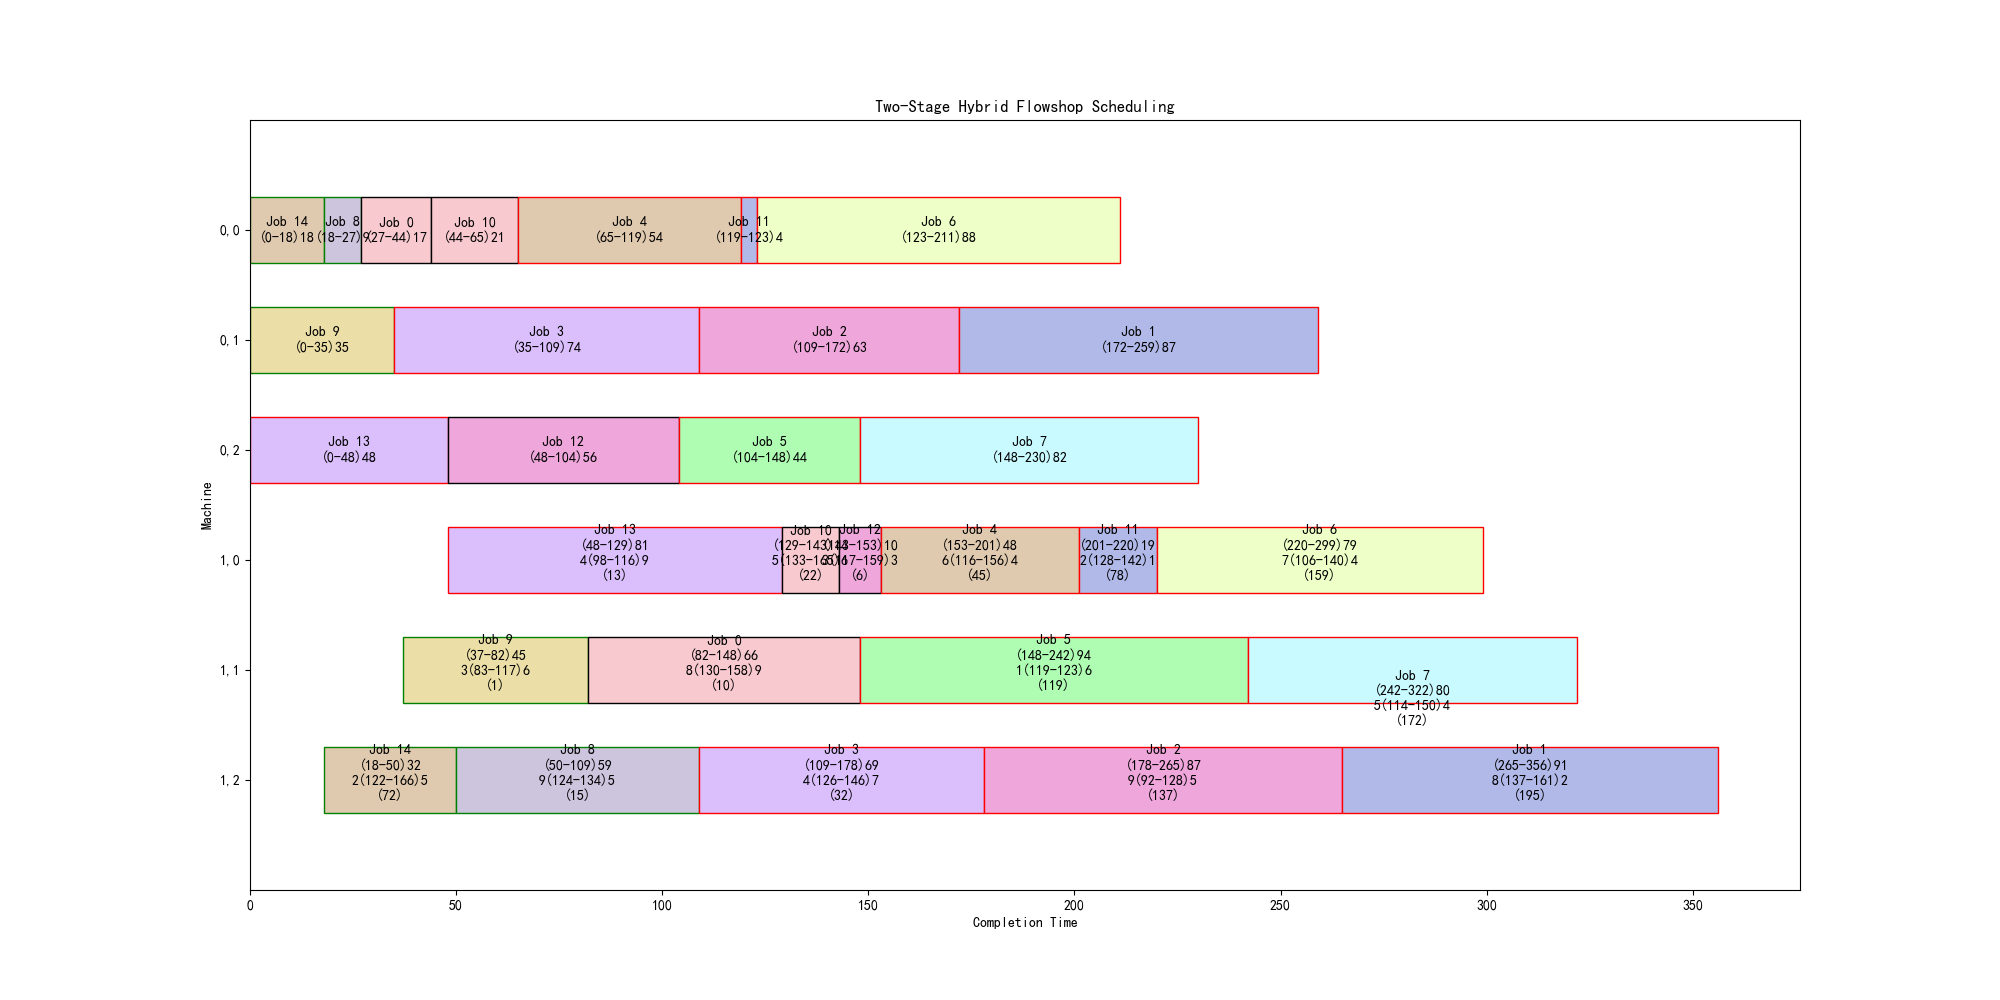 Two-Stage Hybrid Flowshop Scheduling
0,0
Job 14
(0-18)18
Job 8
(18-27)9
Job 0
(27-44)17
Job 10
(44-65)21
Job 4
(65-119)54
Job 11
(119-123)4
Job 6
(123-211)88
0,1
Job 9
(0-35)35
Job 3
(35-109)74
Job 2
(109-172)63
Job 1
(172-259)87
0,2
Job 13
(0-48)48
Job 12
(48-104)56
Job 5
(104-148)44
Job 7
(148-230)82
Machine
1,0
Job 13
(48-129)81
4(98-116)9
(13)
Job 10
(129-143)14
(22)
Job 12
(143-153)10
(6)
Job 4
(153-201)48
6(116-156)4
(45)
Job 11
(201-220)19
2(128-142)1
(78)
Job 6
(220-299)79
7(106-140)4
(159)
1,1
Job 9
(37-82)45
3(83-117)6
(1)
Job 0
(82-148)66
8(130-158)9
(10)
Job 5
(148-242)94
1(119-123)6
(119)
Job 7
(242-322)80
5(114-150)4
(172)
1,2
Job 14
(18-50)32
2(122-166)5
(72)
Job 8
(50-109)59
9(124-134)5
(15)
Job 3
(109-178)69
4(126-146)7
(32)
Job 2
(178-265)87
9(92-128)5
(137)
Job 1
(265-356)91
8(137-161)2
(195)
0
50
100
150
200
250
300
350
Completion Time